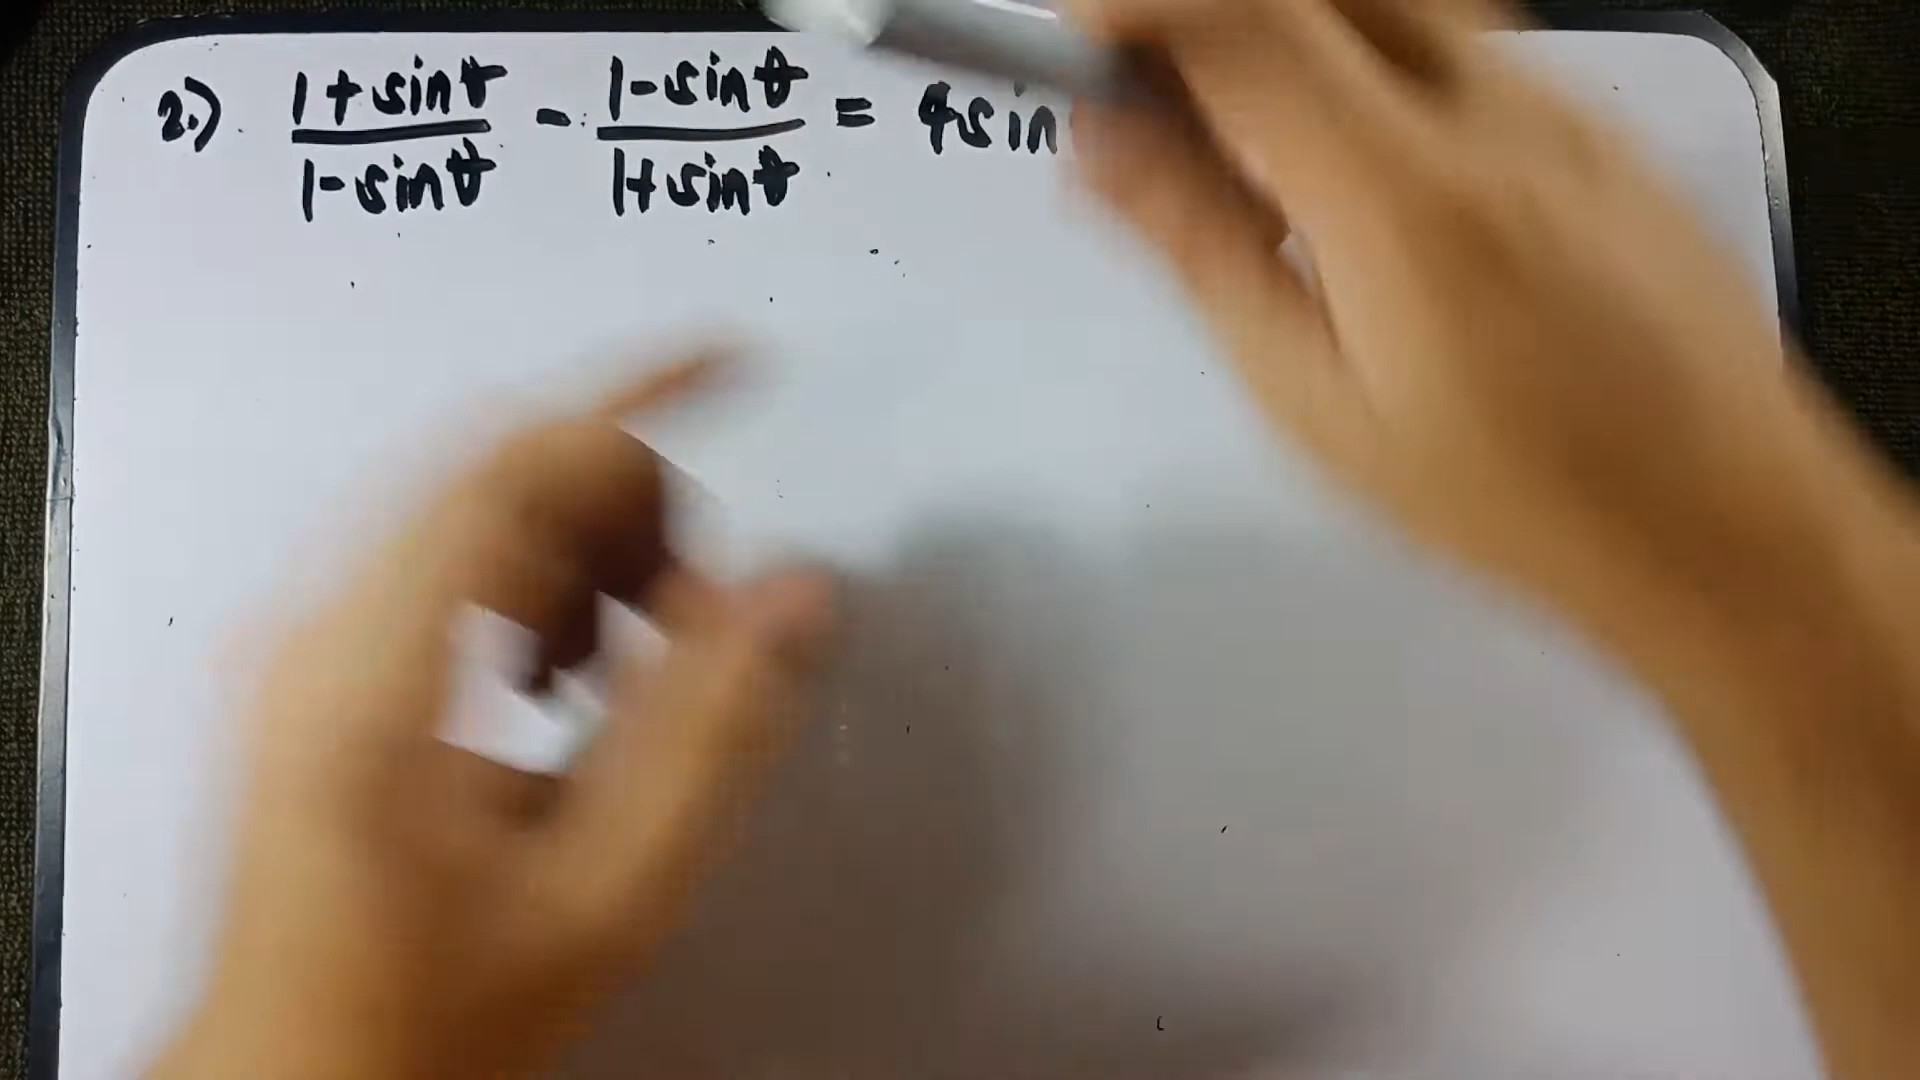 2.) (1+sinθ)/(1-sinθ) - (1-sinθ)/(1+sinθ) = 4sin